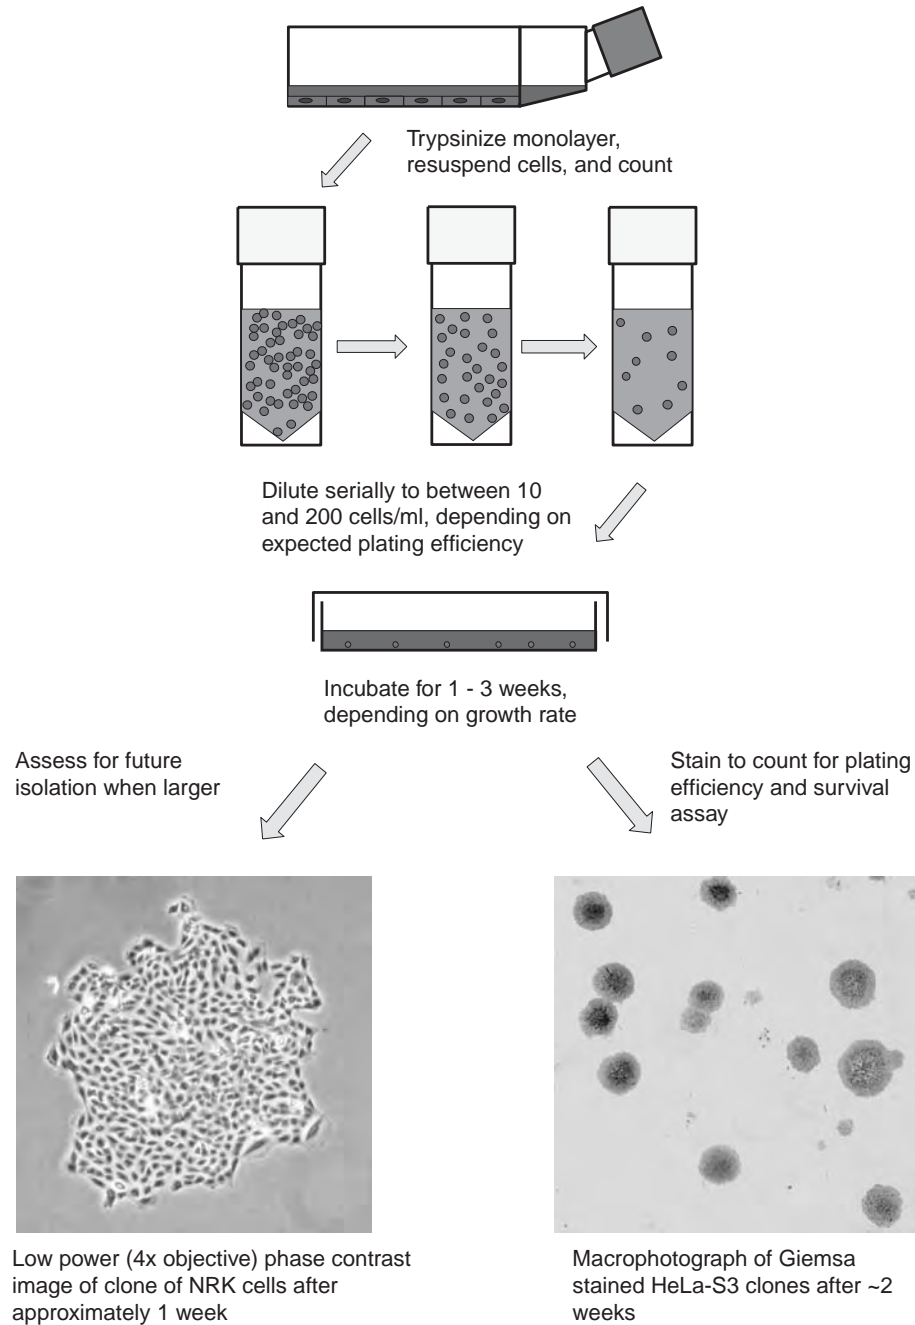 Trypsinize monolayer,
resuspend cells, and count
Dilute serially to between 10
and 200 cells/ml, depending on
expected plating efficiency
Incubate for 1 - 3 weeks,
depending on growth rate
Assess for future
isolation when larger
Stain to count for plating
efficiency and survival
assay
Low power (4x objective) phase contrast
image of clone of NRK cells after
approximately 1 week
Macrophotograph of Giemsa
stained HeLa-S3 clones after ~2
weeks